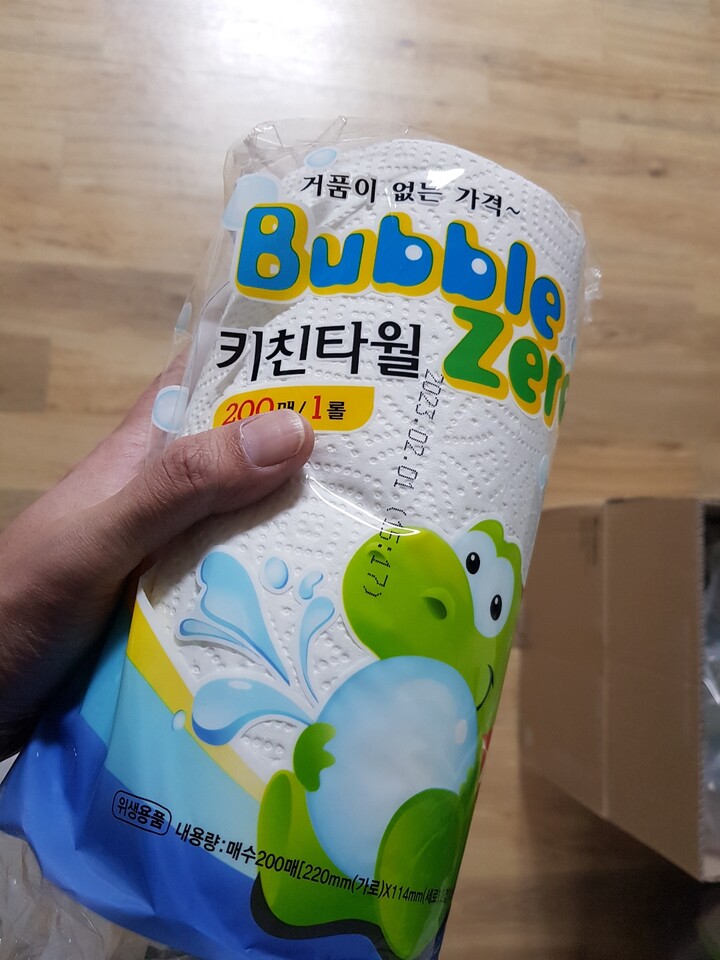 거품이 없는 가격~
Bubble
Zero
키친타월
200매/1롤
2023.02.01
위생용품
내용량:매수200매[220mm(가로)X114mm(세로)